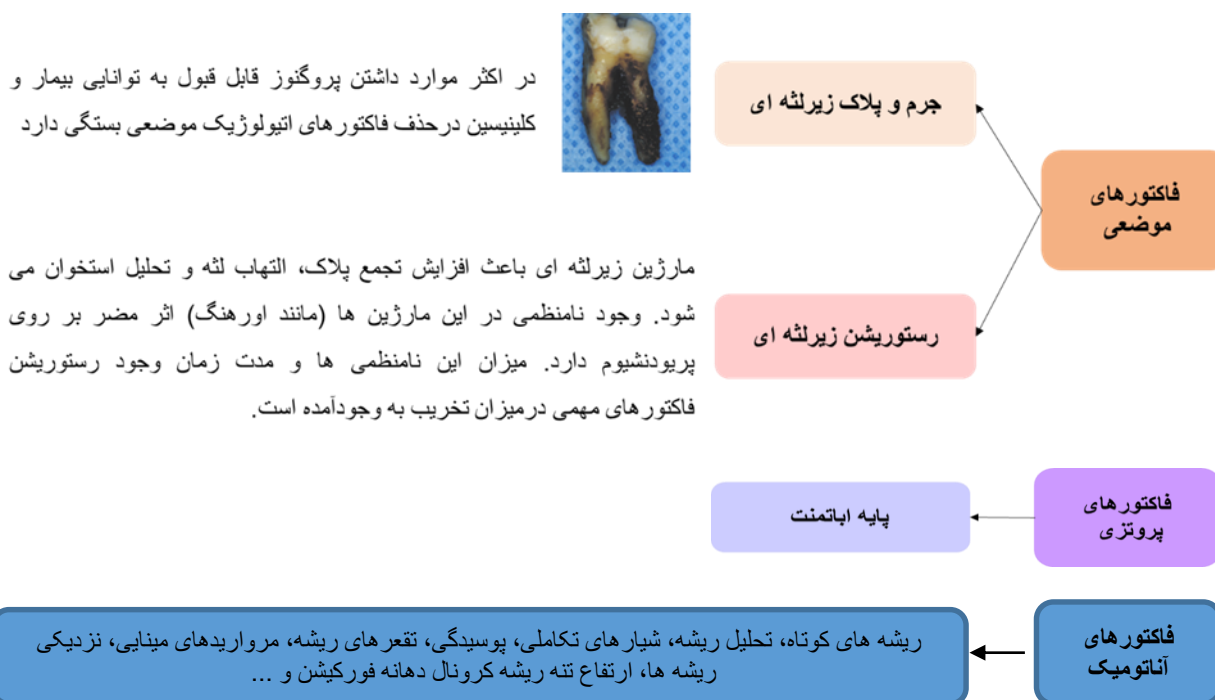 فاکتورهای
موضعی
جرم و پلاک زیرلثه ای
در اکثر موارد داشتن پروگنوز قابل قبول به توانایی بیمار و
کلینیسین درحذف فاکتورهای اتیولوژیک موضعی بستگی دارد
رستوریشن زیرلثه ای
مارژین زیرلثه ای باعث افزایش تجمع پلاک، التهاب لثه و تحلیل استخوان می
شود. وجود نامنظمی در این مارژین ها (مانند اورهنگ) اثر مضر بر روی
پریودنشیوم دارد. میزان این نامنظمی ها و مدت زمان وجود رستوریشن
فاکتورهای مهمی درمیزان تخریب به وجودآمده است.
فاکتورهای
پروتزی
پایه اباتمنت
فاکتورهای
آناتومیک
ریشه های کوتاه، تحلیل ریشه، شیارهای تکاملی، پوسیدگی، تقعرهای ریشه، مرواریدهای مینایی، نزدیکی
ریشه ها، ارتفاع تنه ریشه کرونال دهانه فورکیشن و ...